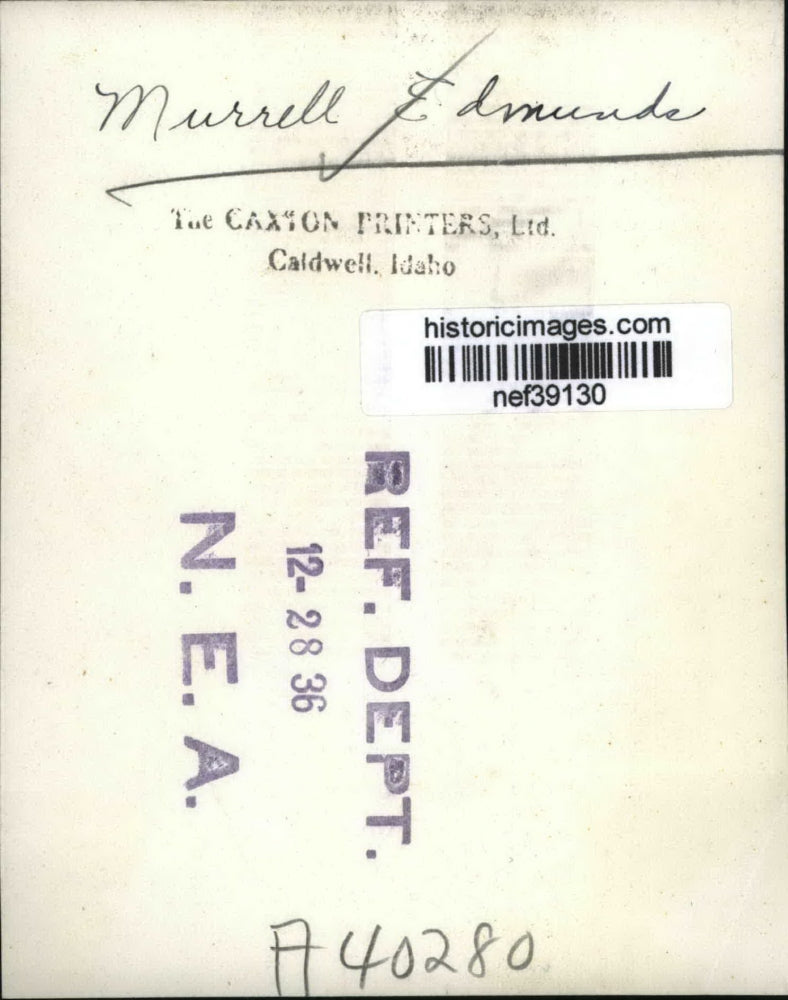 Murrell Edmunds
The CAXTON PRINTERS, Ltd.
Caldwell, Idaho
historicimages.com
nef39130
REF. DEPT.
12- 28 36
N. E. A.
A40280